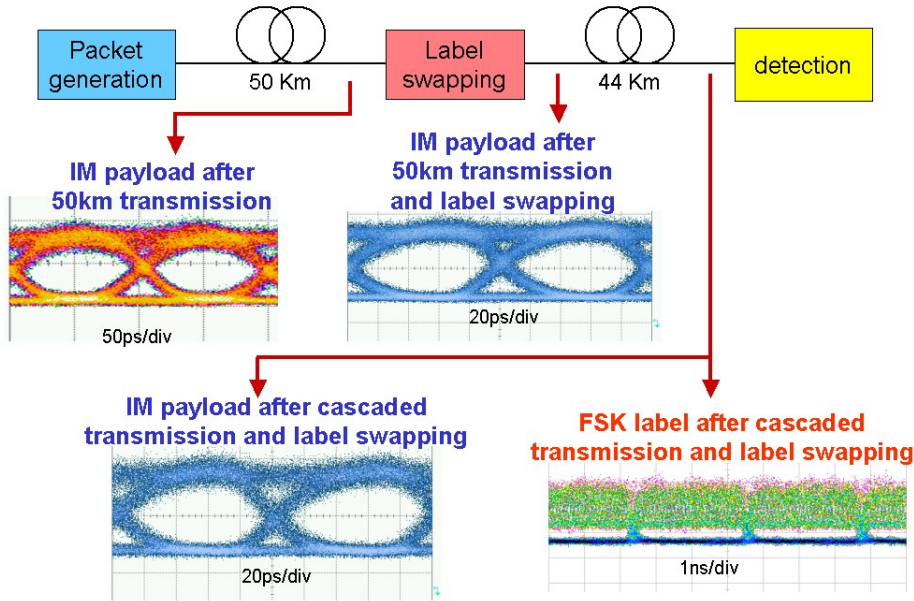 Packet
generation
50 Km
Label
swapping
44 Km
detection
IM payload after
50km transmission
50ps/div
IM payload after
50km transmission
and label swapping
20ps/div
IM payload after cascaded
transmission and label swapping
20ps/div
FSK label after cascaded
transmission and label swapping
1ns/div